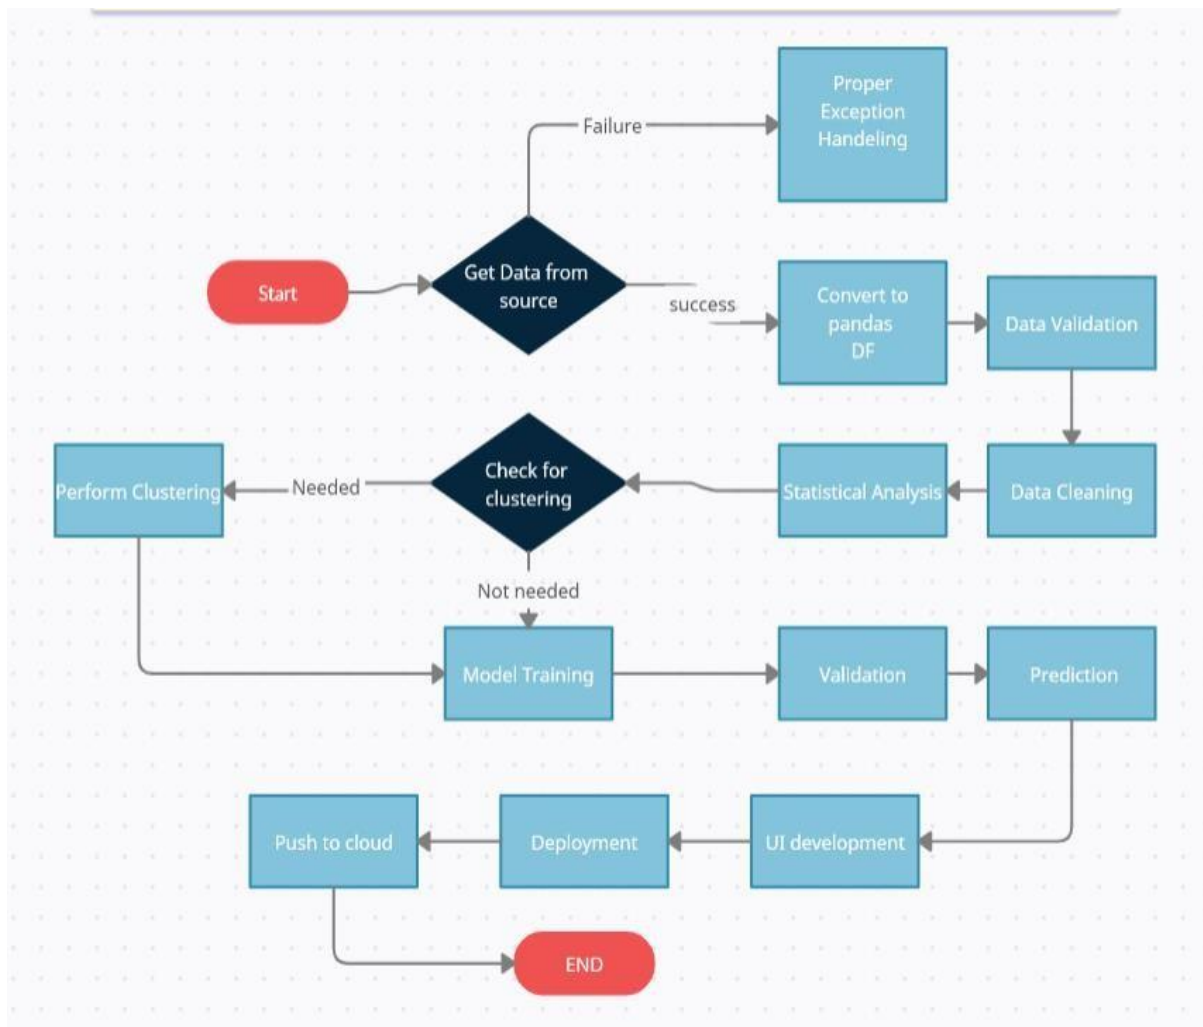 Proper
Exception
Handeling
Failure
Start
Get Data from
source
success
Convert to
pandas
DF
Data Validation
Perform Clustering
Needed
Check for
clustering
Statistical Analysis
Data Cleaning
Not needed
Model Training
Validation
Prediction
Push to cloud
Deployment
UI development
END